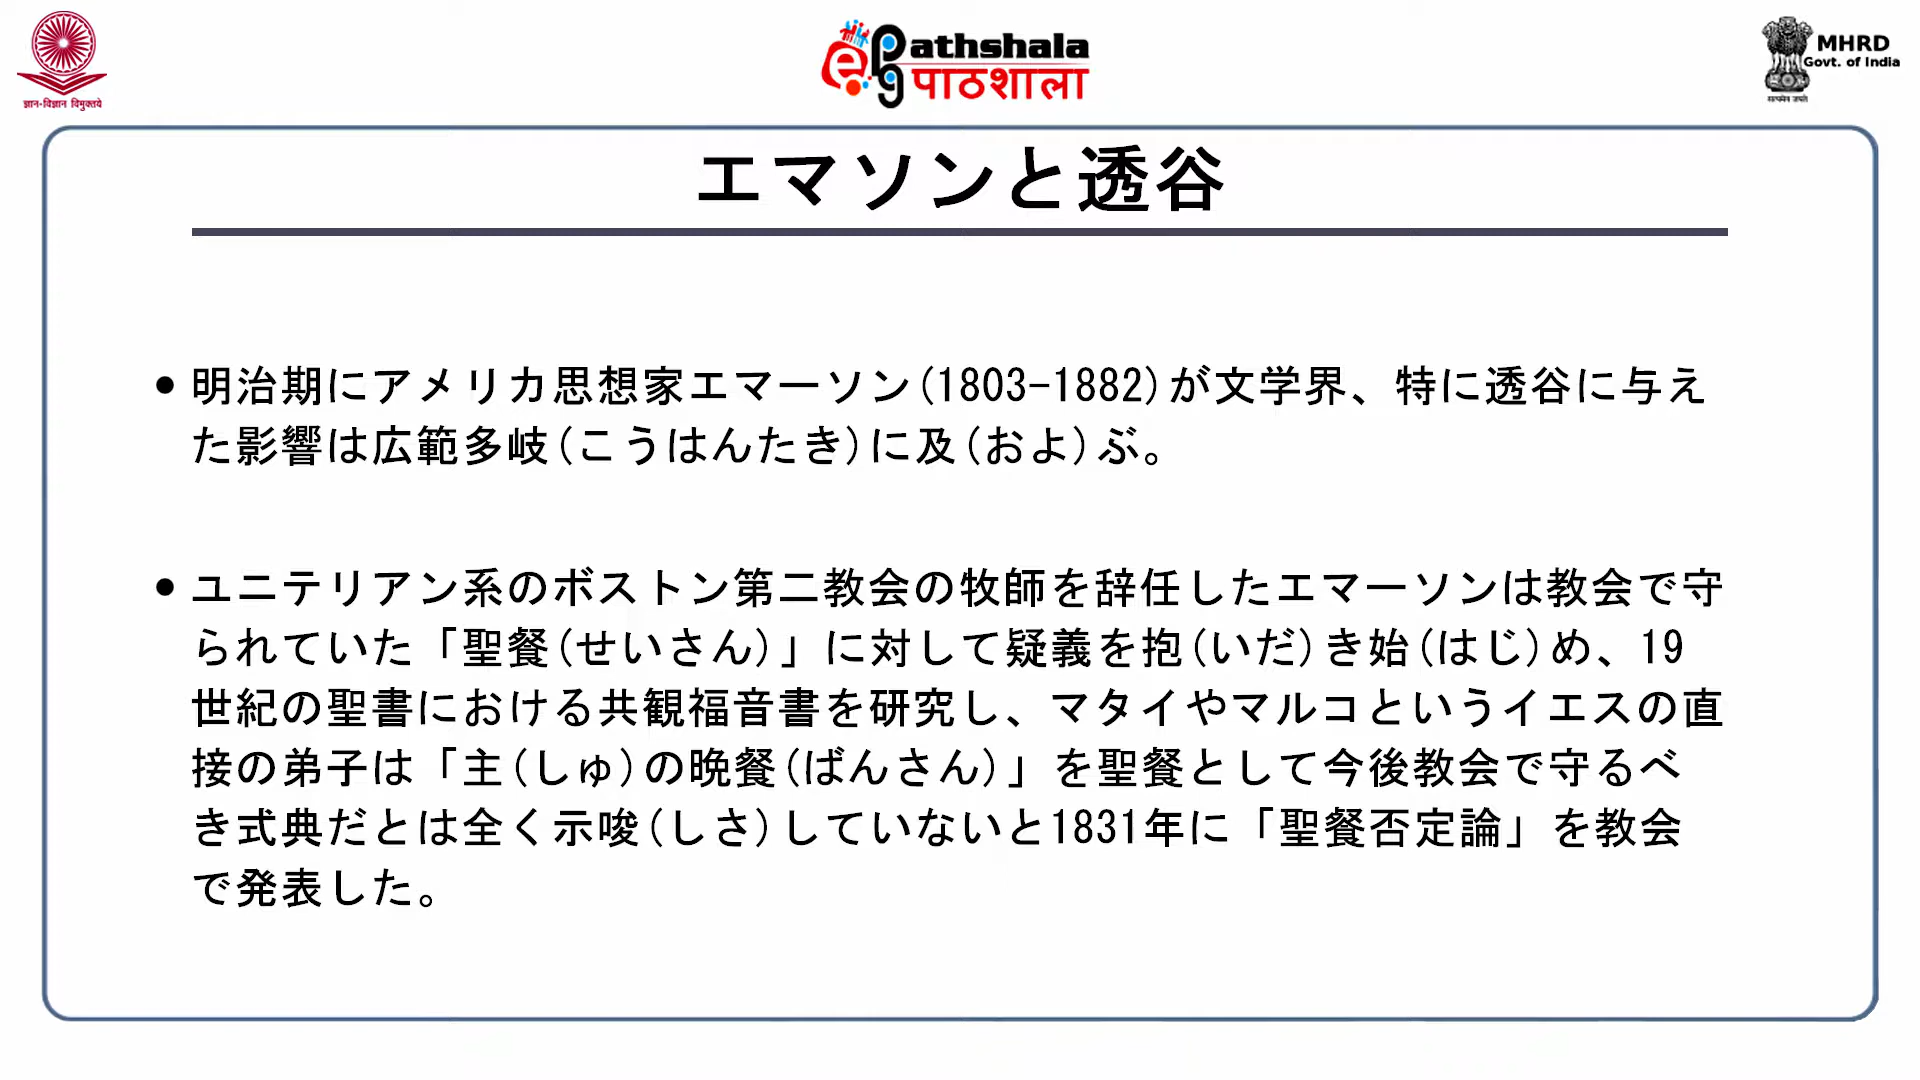 ज्ञान-विज्ञान विमुक्तये
ePathshala
पाठशाला
MHRD
Govt. of India
सत्यमेव जयते
エマソンと透谷
• 明治期にアメリカ思想家エマーソン(1803-1882)が文学界、特に透谷に与え
た影響は広範多岐(こうはんたき)に及(およ)ぶ。
• ユニテリアン系のボストン第二教会の牧師を辞任したエマーソンは教会で守
られていた「聖餐(せいさん)」に対して疑義を抱(いだ)き始(はじ)め、19
世紀の聖書における共観福音書を研究し、マタイやマルコというイエスの直
接の弟子は「主(しゅ)の晩餐(ばんさん)」を聖餐として今後教会で守るべ
き式典だとは全く示唆(しさ)していないと1831年に「聖餐否定論」を教会
で発表した。